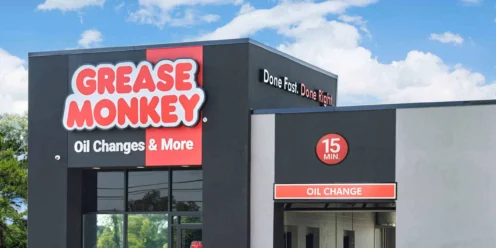 GREASE
MONKEY
Oil Changes & More
Done Fast. Done Right.
15
MIN.
OIL CHANGE